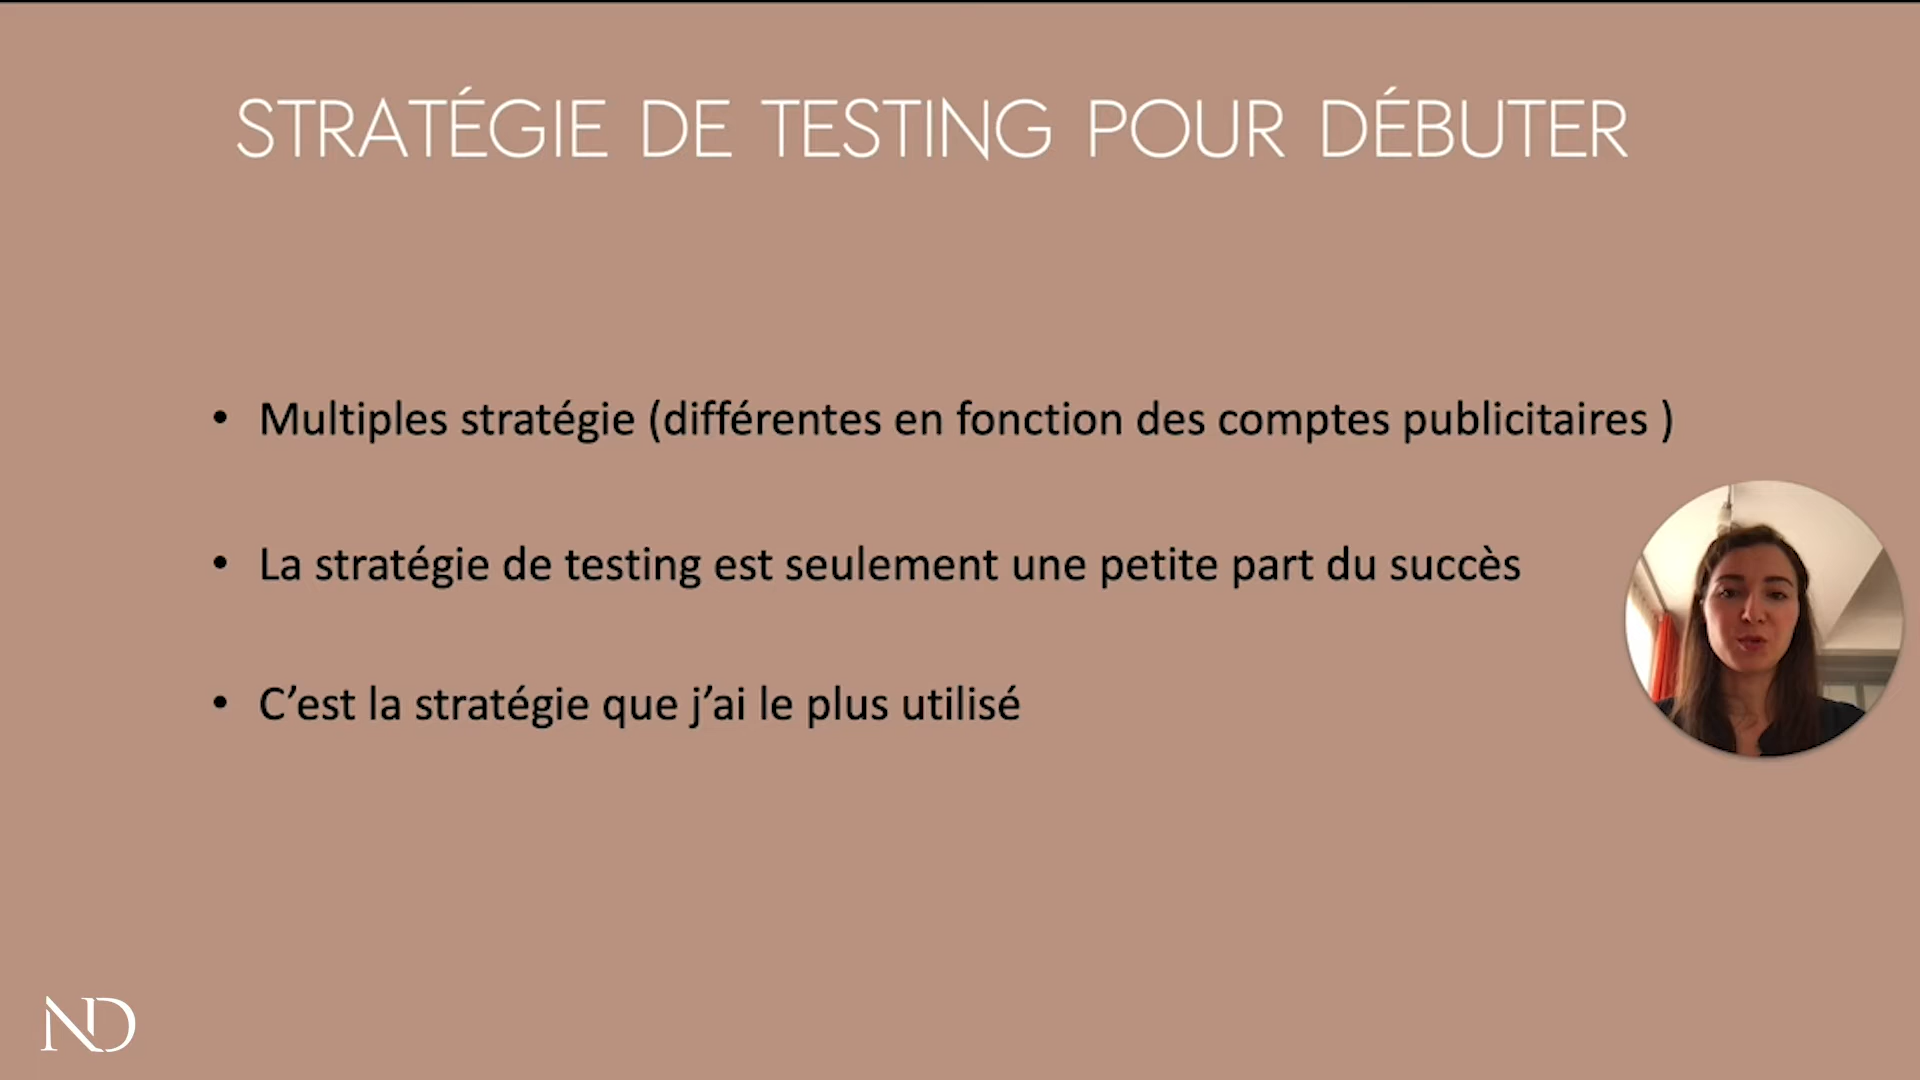 STRATÉGIE DE TESTING POUR DÉBUTER
• Multiples stratégie (différentes en fonction des comptes publicitaires )
• La stratégie de testing est seulement une petite part du succès
• C’est la stratégie que j’ai le plus utilisé
ND